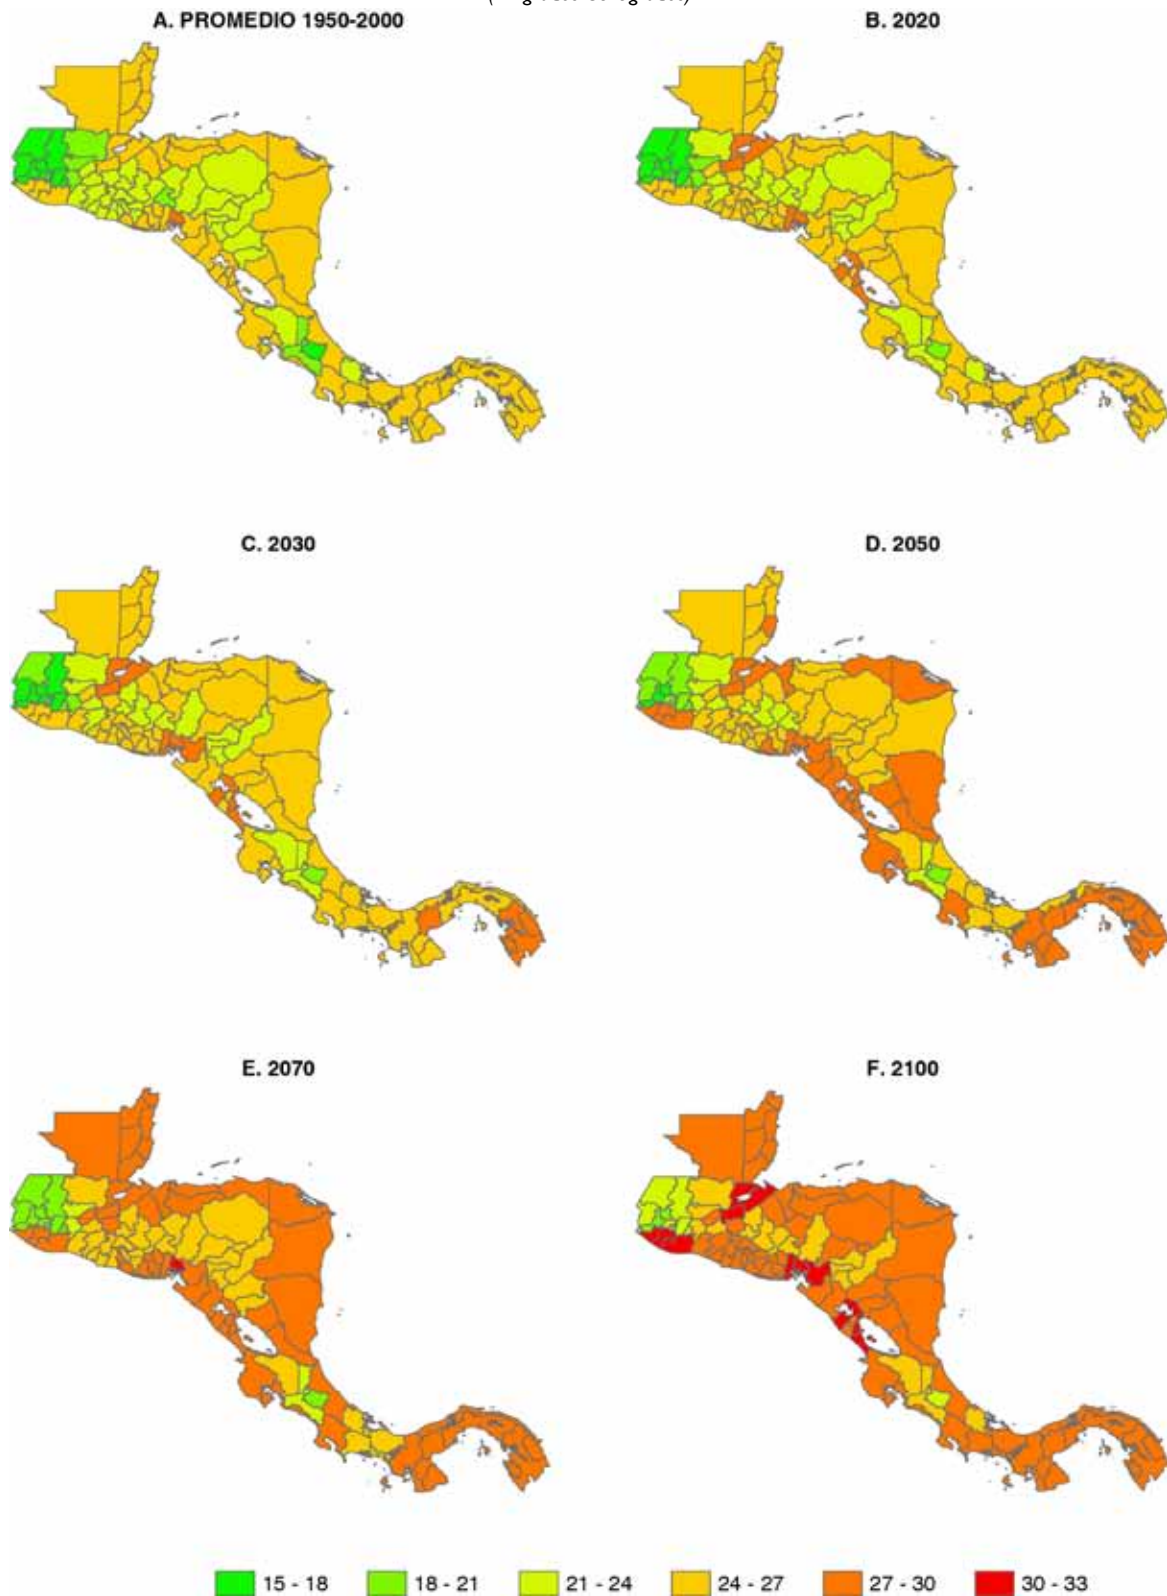 A. PROMEDIO 1950-2000
B. 2020
C. 2030
D. 2050
E. 2070
F. 2100
15 - 18
18 - 21
21 - 24
24 - 27
27 - 30
30 - 33